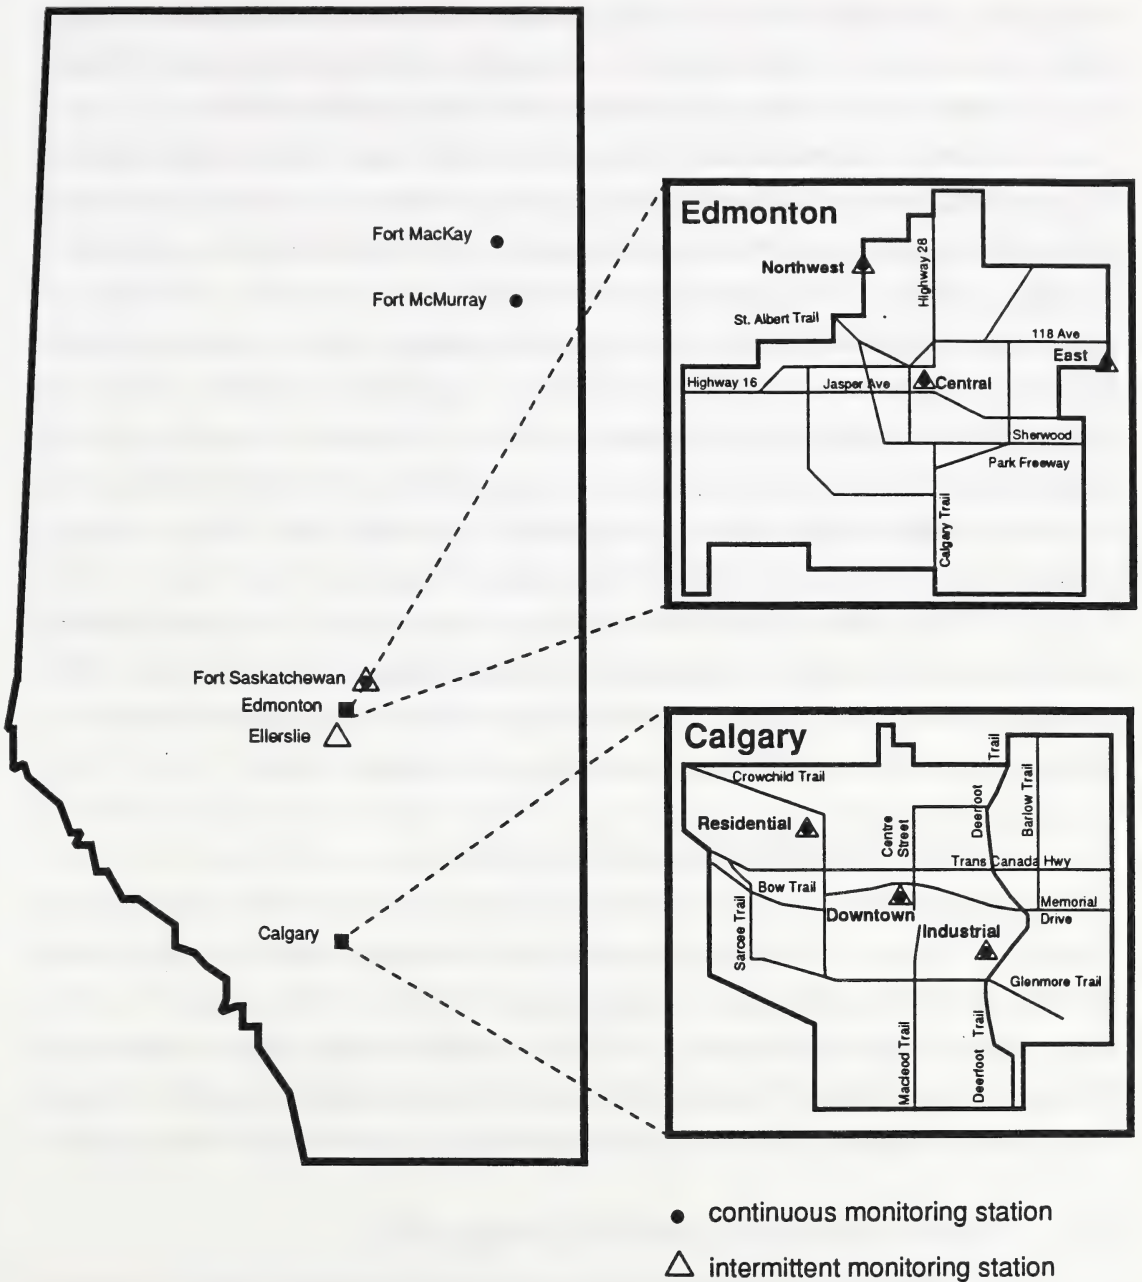 Fort MacKay
Fort McMurray
Fort Saskatchewan
Edmonton
Ellerslie
Calgary
Edmonton
Northwest
Highway 28
St. Albert Trail
118 Ave
East
Highway 16
Jasper Ave
Central
Sherwood
Park Freeway
Calgary Trail
Calgary
Crowchild Trail
Residential
Centre
Street
Deerfoot
Trail
Barlow Trail
Trans Canada Hwy
Bow Trail
Sarcee Trail
Downtown
Memorial
Drive
Industrial
Glenmore Trail
Macleod Trail
Deerfoot
Trail
continuous monitoring station
intermittent monitoring station